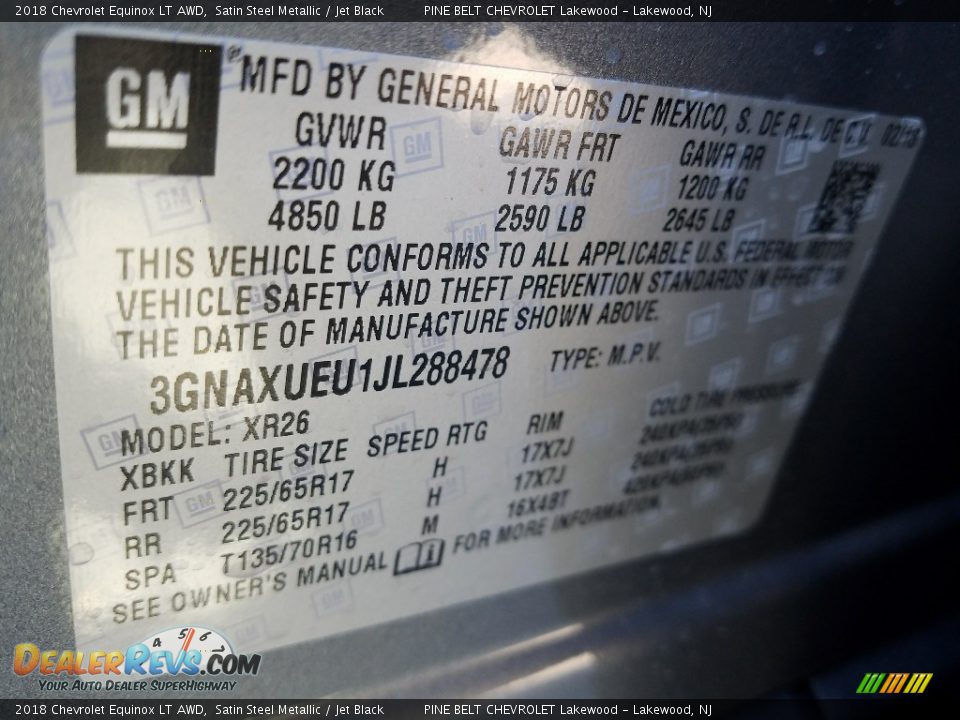 2018 Chevrolet Equinox LT AWD, Satin Steel Metallic / Jet Black PINE BELT CHEVROLET Lakewood – Lakewood, NJ
GM
MFD BY GENERAL MOTORS DE MEXICO, S. DE R.L. DE C.V. 02/18
GVWR GAWR FRT GAWR RR
2200 KG 1175 KG 1200 KG
4850 LB 2590 LB 2645 LB
THIS VEHICLE CONFORMS TO ALL APPLICABLE U.S. FEDERAL MOTOR
VEHICLE SAFETY AND THEFT PREVENTION STANDARDS IN EFFECT ON
THE DATE OF MANUFACTURE SHOWN ABOVE.
3GNAXUEU1JL288478 TYPE: M.P.V.
MODEL: XR26
XBKK TIRE SIZE SPEED RTG RIM COLD TIRE PRESSURE
FRT 225/65R17 H 17X7J
RR 225/65R17 H 17X7J
SPA T135/70R16 M 16X4BT
SEE OWNER'S MANUAL FOR MORE INFORMATION.
4 5 6
DEALERREVS.COM
YOUR AUTO DEALER SUPERHIGHWAY
2018 Chevrolet Equinox LT AWD, Satin Steel Metallic / Jet Black PINE BELT CHEVROLET Lakewood – Lakewood, NJ